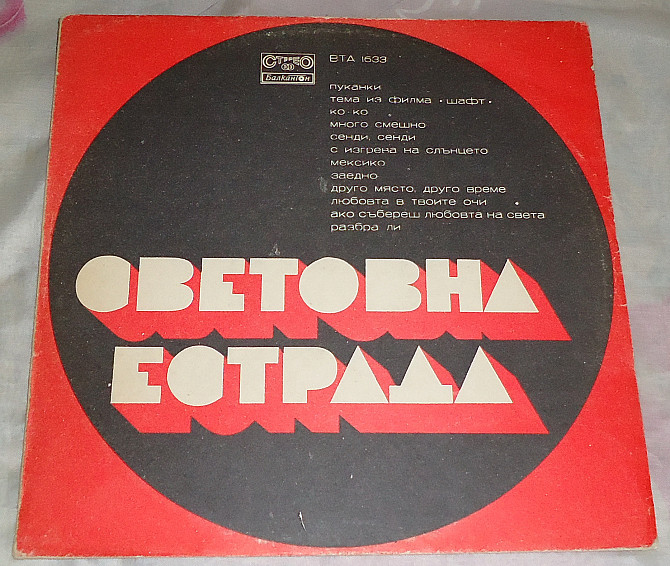 СТЕРЕО
Балкантон
ВТА 1633
пуканки
тема из филма • шафт •
ко-ко
много смешно
сенди, сенди
с изгрева на слънцето
мексико
заедно
друго място, друго време
любовта в твоите очи
ако събереш любовта на света
разбра ли
СВЕТОВНА
ЕСТРАДА